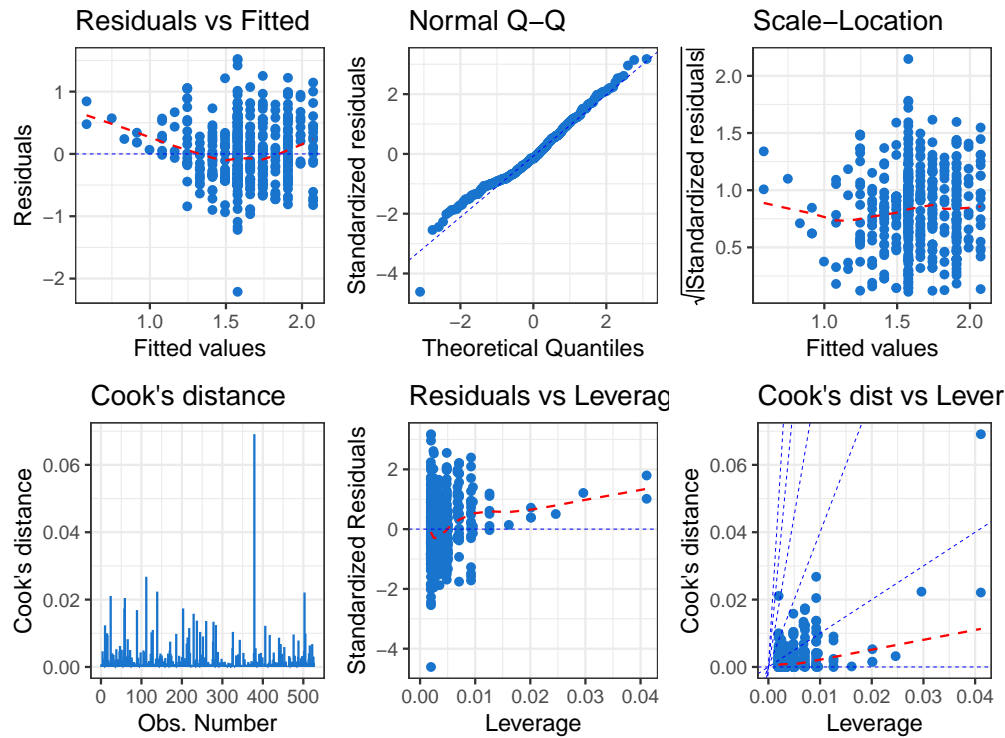 Residuals vs Fitted
Residuals
1
0
−1
−2
1.0 1.5 2.0
Fitted values
Normal Q−Q
Standardized residuals
2
0
−2
−4
−2 0 2
Theoretical Quantiles
Scale−Location
√|Standardized residuals|
2.0
1.5
1.0
0.5
1.0 1.5 2.0
Fitted values
Cook's distance
Cook's distance
0.06
0.04
0.02
0.00
0 100 200 300 400 500
Obs. Number
Residuals vs Leverag
Standardized Residuals
2
0
−2
−4
0.00 0.01 0.02 0.03 0.04
Leverage
Cook's dist vs Lever
Cook's distance
0.06
0.04
0.02
0.00
0.00 0.01 0.02 0.03 0.04
Leverage